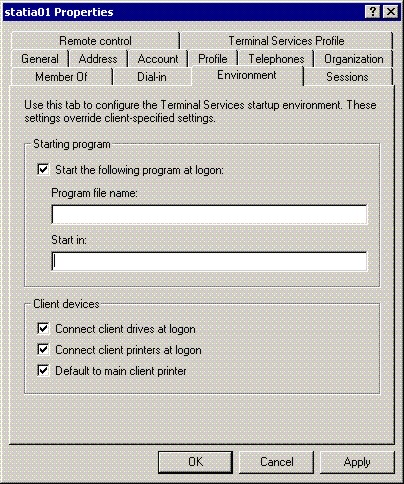 statia01 Properties
Remote control Terminal Services Profile
General Address Account Profile Telephones Organization
Member Of Dial-in Environment Sessions
Use this tab to configure the Terminal Services startup environment. These
settings override client-specified settings.
Starting program
Start the following program at logon:
Program file name:
Start in:
Client devices
Connect client drives at logon
Connect client printers at logon
Default to main client printer
OK Cancel Apply